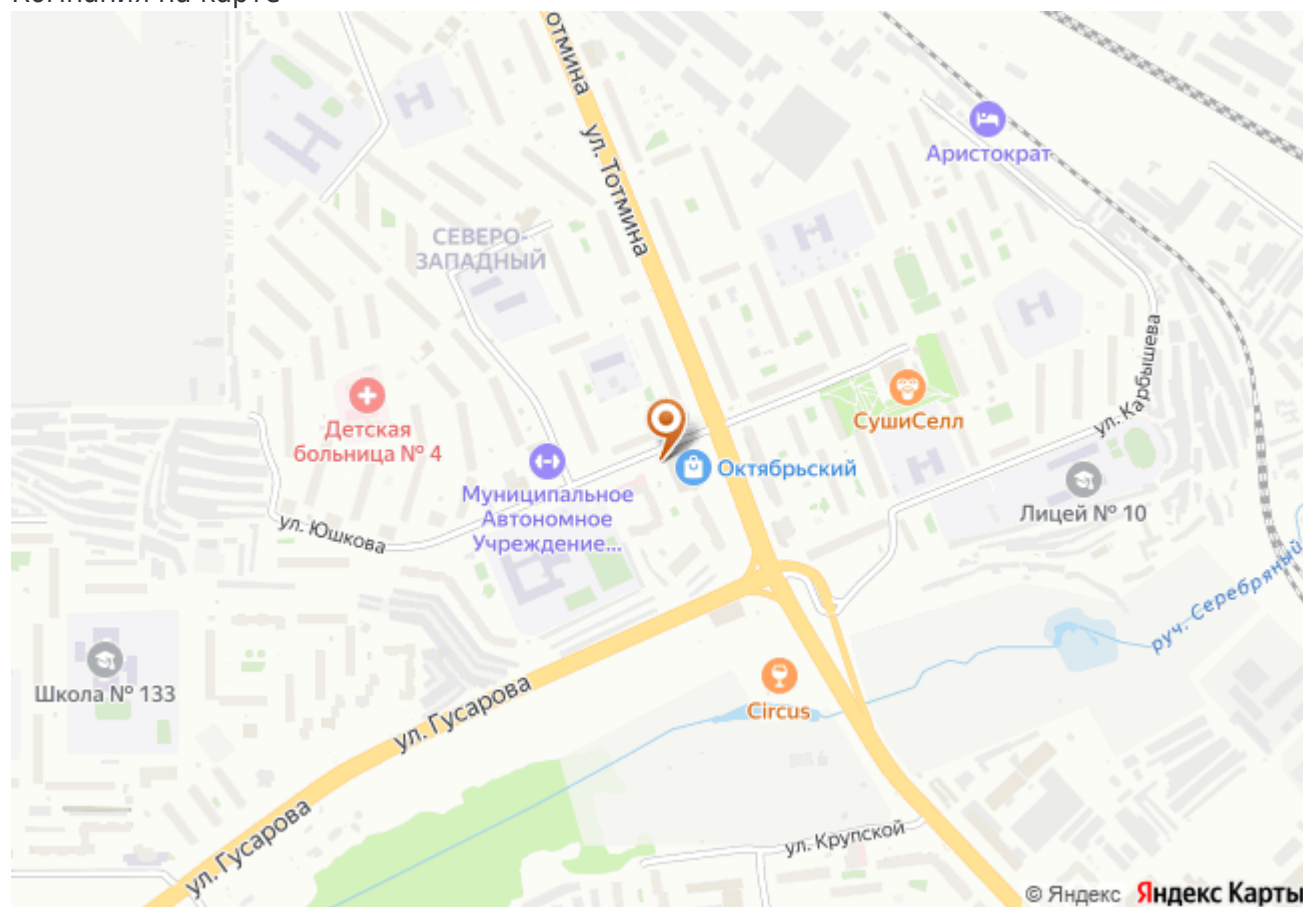 Компания на карте
отмина
ул. Тотмина
Аристократ
СЕВЕРО-
ЗАПАДНЫЙ
ул. Карбышева
СушиСелл
Детская
больница № 4
Октябрьский
Муниципальное
Автономное
Учреждение...
Лицей № 10
ул. Юшкова
руч. Серебряный
Школа № 133
ул. Гусарова
Circus
ул. Гусарова
ул. Крупской
© Яндекс Яндекс Карты